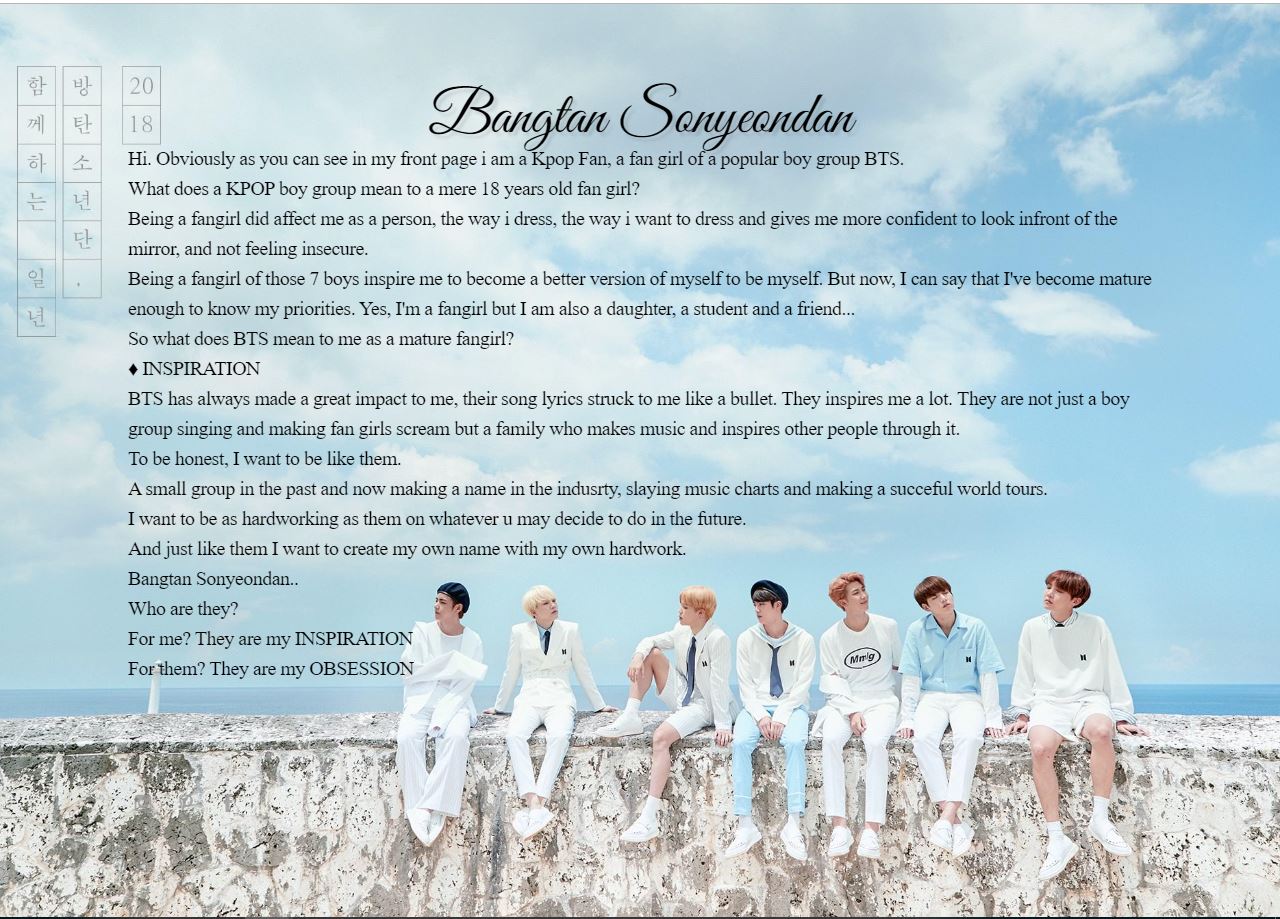 20
18
방탄소년단,
함께하는 일년
Bangtan Sonyeondan
Hi. Obviously as you can see in my front page i am a Kpop Fan, a fan girl of a popular boy group BTS.
What does a KPOP boy group mean to a mere 18 years old fan girl?
Being a fangirl did affect me as a person, the way i dress, the way i want to dress and gives me more confident to look infront of the
mirror, and not feeling insecure.
Being a fangirl of those 7 boys inspire me to become a better version of myself to be myself. But now, I can say that I've become mature
enough to know my priorities. Yes, I'm a fangirl but I am also a daughter, a student and a friend...
So what does BTS mean to me as a mature fangirl?
♦ INSPIRATION
BTS has always made a great impact to me, their song lyrics struck to me like a bullet. They inspires me a lot. They are not just a boy
group singing and making fan girls scream but a family who makes music and inspires other people through it.
To be honest, I want to be like them.
A small group in the past and now making a name in the indusrty, slaying music charts and making a succeful world tours.
I want to be as hardworking as them on whatever u may decide to do in the future.
And just like them I want to create my own name with my own hardwork.
Bangtan Sonyeondan..
Who are they?
For me? They are my INSPIRATION
For them? They are my OBSESSION
Mmlg